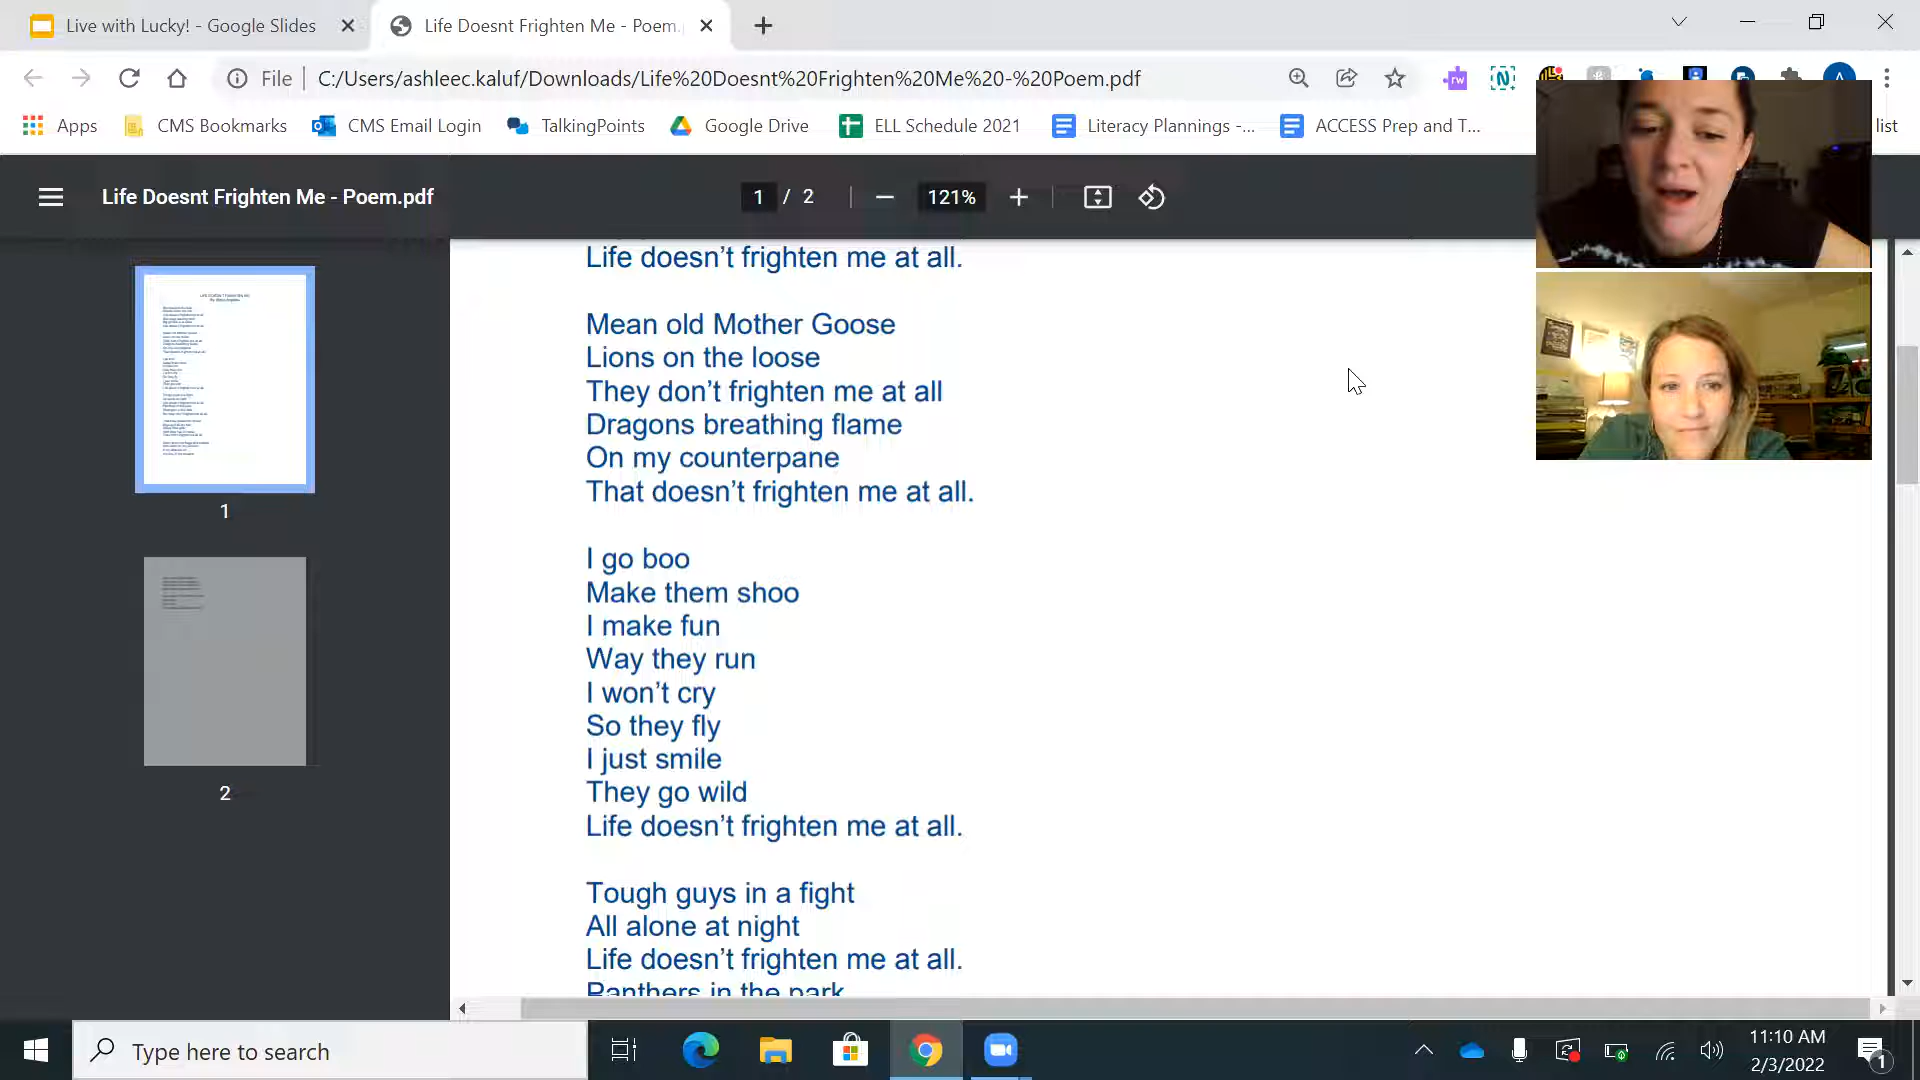 Live with Lucky! - Google Slides
Life Doesnt Frighten Me - Poem.
File
C:/Users/ashleec.kaluf/Downloads/Life%20Doesnt%20Frighten%20Me%20-%20Poem.pdf
Apps
CMS Bookmarks
CMS Email Login
TalkingPoints
Google Drive
ELL Schedule 2021
Literacy Plannings -...
ACCESS Prep and T...
list
Life Doesnt Frighten Me - Poem.pdf
1 / 2
121%
1
2
Life doesn’t frighten me at all.
Mean old Mother Goose
Lions on the loose
They don’t frighten me at all
Dragons breathing flame
On my counterpane
That doesn’t frighten me at all.
I go boo
Make them shoo
I make fun
Way they run
I won’t cry
So they fly
I just smile
They go wild
Life doesn’t frighten me at all.
Tough guys in a fight
All alone at night
Life doesn’t frighten me at all.
Panthers in the park
Type here to search
11:10 AM
2/3/2022
1